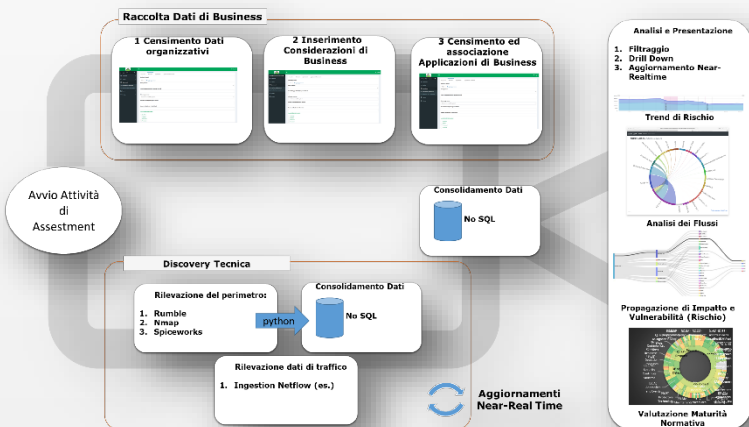 Raccolta Dati di Business
1 Censimento Dati
organizzativi
2 Inserimento
Considerazioni di
Business
3 Censimento ed
associazione
Applicazioni di Business
Avvio Attività
di
Assestment
Consolidamento Dati
No SQL
Discovery Tecnica
Rilevazione del perimetro:
1. Rumble
2. Nmap
3. Spiceworks
python
Consolidamento Dati
No SQL
Rilevazione dati di traffico
1. Ingestion Netflow (es.)
Aggiornamenti
Near-Real Time
Analisi e Presentazione
1. Filtraggio
2. Drill Down
3. Aggiornamento Near-
Realtime
Trend di Rischio
Analisi dei Flussi
Propagazione di Impatto e
Vulnerabilità (Rischio)
Valutazione Maturità
Normativa